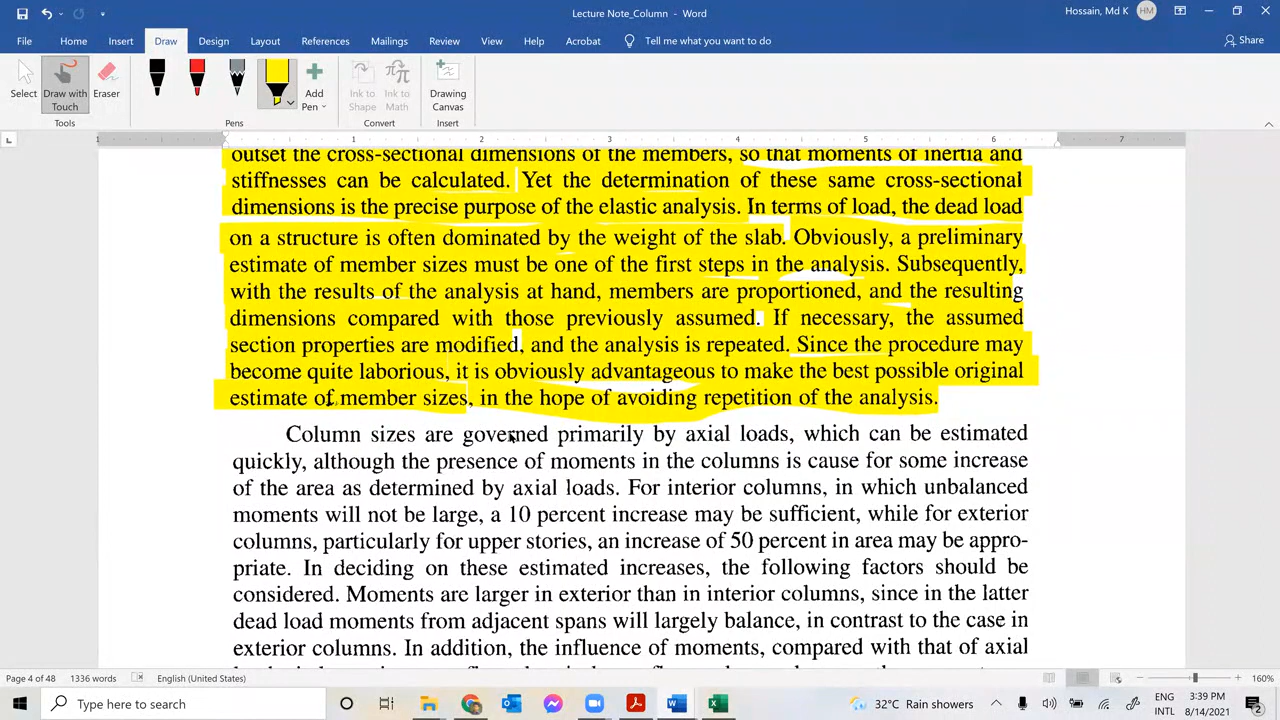 Lecture Note_Column - Word
Hossain, Md K
HM
File Home Insert Draw Design Layout References Mailings Review View Help Acrobat Tell me what you want to do Share
Select Draw with Touch Eraser Add Pen Ink to Shape Ink to Math Drawing Canvas
Tools Pens Convert Insert
1 1 2 3 4 5 6 7
outset the cross-sectional dimensions of the members, so that moments of inertia and
stiffnesses can be calculated. Yet the determination of these same cross-sectional
dimensions is the precise purpose of the elastic analysis. In terms of load, the dead load
on a structure is often dominated by the weight of the slab. Obviously, a preliminary
estimate of member sizes must be one of the first steps in the analysis. Subsequently,
with the results of the analysis at hand, members are proportioned, and the resulting
dimensions compared with those previously assumed. If necessary, the assumed
section properties are modified, and the analysis is repeated. Since the procedure may
become quite laborious, it is obviously advantageous to make the best possible original
estimate of member sizes, in the hope of avoiding repetition of the analysis.
Column sizes are governed primarily by axial loads, which can be estimated
quickly, although the presence of moments in the columns is cause for some increase
of the area as determined by axial loads. For interior columns, in which unbalanced
moments will not be large, a 10 percent increase may be sufficient, while for exterior
columns, particularly for upper stories, an increase of 50 percent in area may be appro-
priate. In deciding on these estimated increases, the following factors should be
considered. Moments are larger in exterior than in interior columns, since in the latter
dead load moments from adjacent spans will largely balance, in contrast to the case in
exterior columns. In addition, the influence of moments, compared with that of axial
Page 4 of 48 1336 words English (United States) 160%
Type here to search
32°C Rain showers
ENG
INTL
3:39 PM
8/14/2021
2